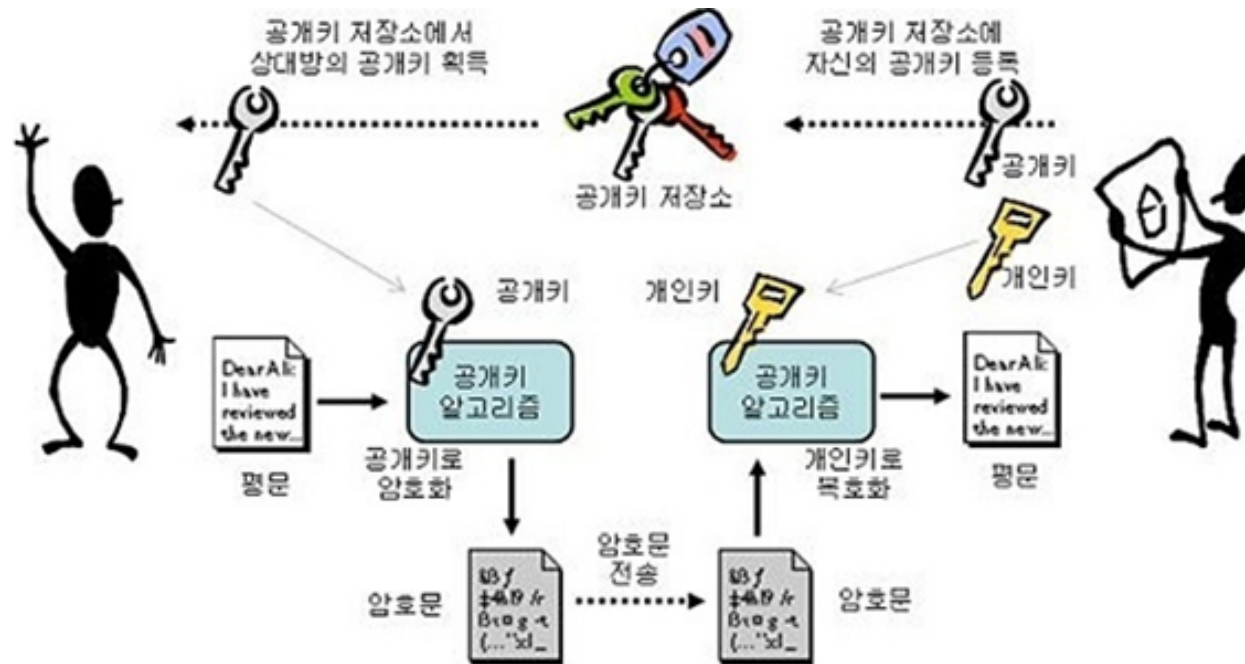 공개키 저장소에서
상대방의 공개키 획득
공개키 저장소에
자신의 공개키 등록
공개키
공개키 저장소
개인키
공개키
개인키
DearAli:
I have
reviewed
the new...
공개키
알고리즘
공개키
알고리즘
DearAli:
I have
reviewed
the new...
평문
공개키로
암호화
개인키로
복호화
평문
암호문
암호문
전송
암호문